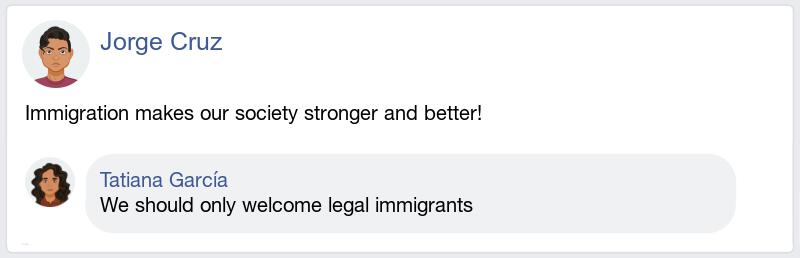 Jorge Cruz
Immigration makes our society stronger and better!
Tatiana García
We should only welcome legal immigrants